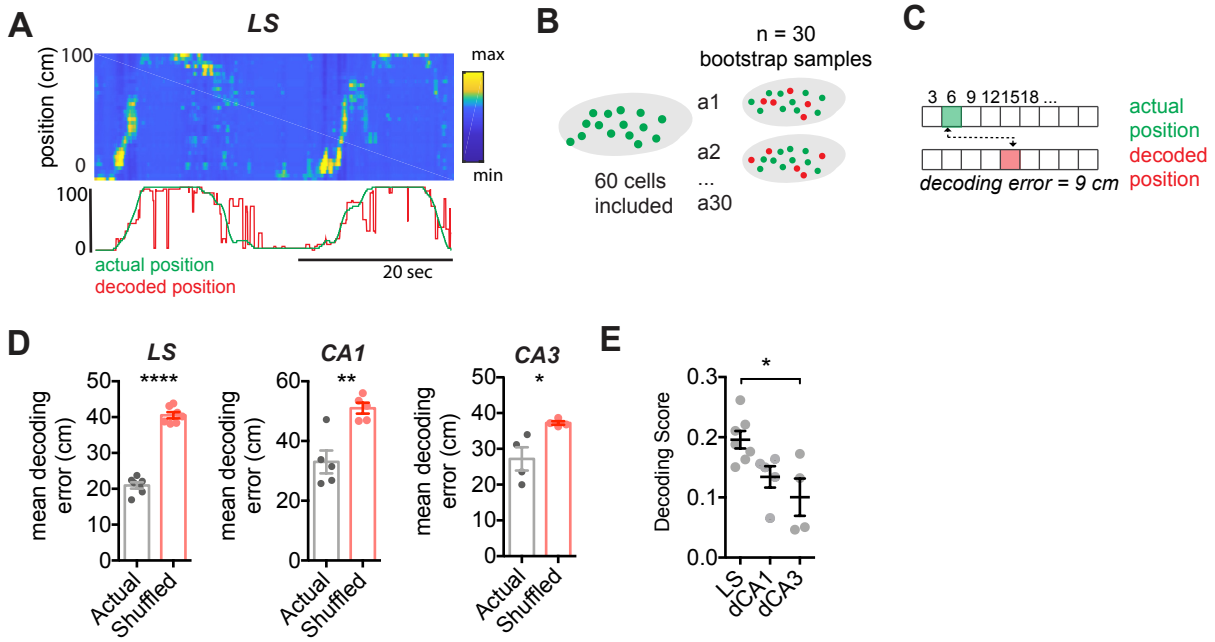 A
LS
position (cm)
100
0
max
min
100
0
20 sec
actual position
decoded position
B
n = 30
bootstrap samples
a1
a2
...
a30
60 cells
included
C
3 6 9 12 15 18 ...
actual
position
decoded
position
decoding error = 9 cm
D
LS
mean decoding
error (cm)
50
40
30
20
10
0
****
Actual
Shuffled
CA1
mean decoding
error (cm)
60
40
20
0
**
Actual
Shuffled
CA3
mean decoding
error (cm)
50
40
30
20
10
0
*
Actual
Shuffled
E
Decoding Score
0.3
0.2
0.1
0.0
*
LS
dCA1
dCA3